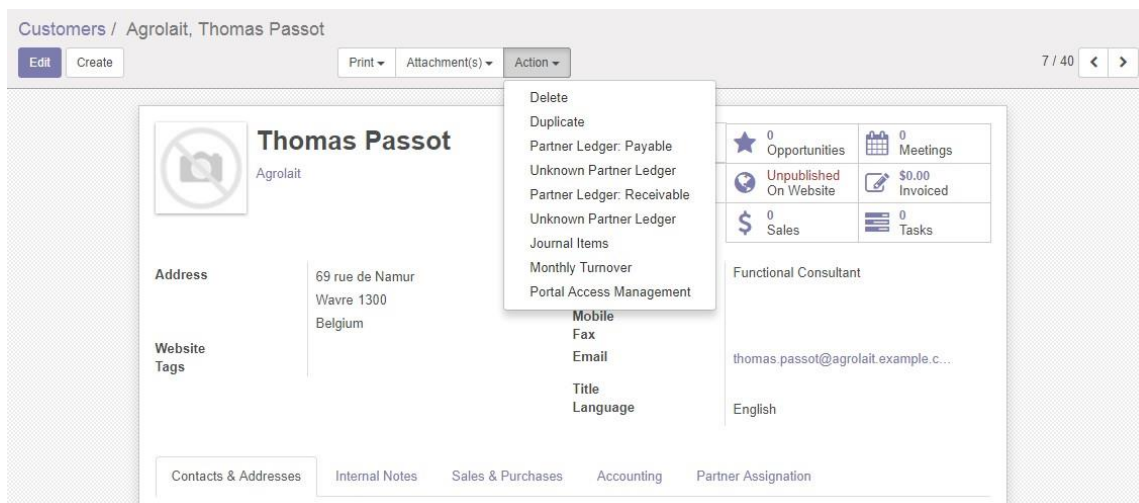 Customers / Agrolait, Thomas Passot
Edit Create Print Attachment(s) Action 7 / 40
Delete
Duplicate
Partner Ledger: Payable
Unknown Partner Ledger
Partner Ledger: Receivable
Unknown Partner Ledger
Journal Items
Monthly Turnover
Portal Access Management
Thomas Passot
Agrolait
0 Opportunities
0 Meetings
Unpublished On Website
$0.00 Invoiced
0 Sales
0 Tasks
Address
69 rue de Namur
Wavre 1300
Belgium
Website
Tags
Functional Consultant
Mobile
Fax
Email thomas.passot@agrolait.example.c...
Title
Language English
Contacts & Addresses Internal Notes Sales & Purchases Accounting Partner Assignation